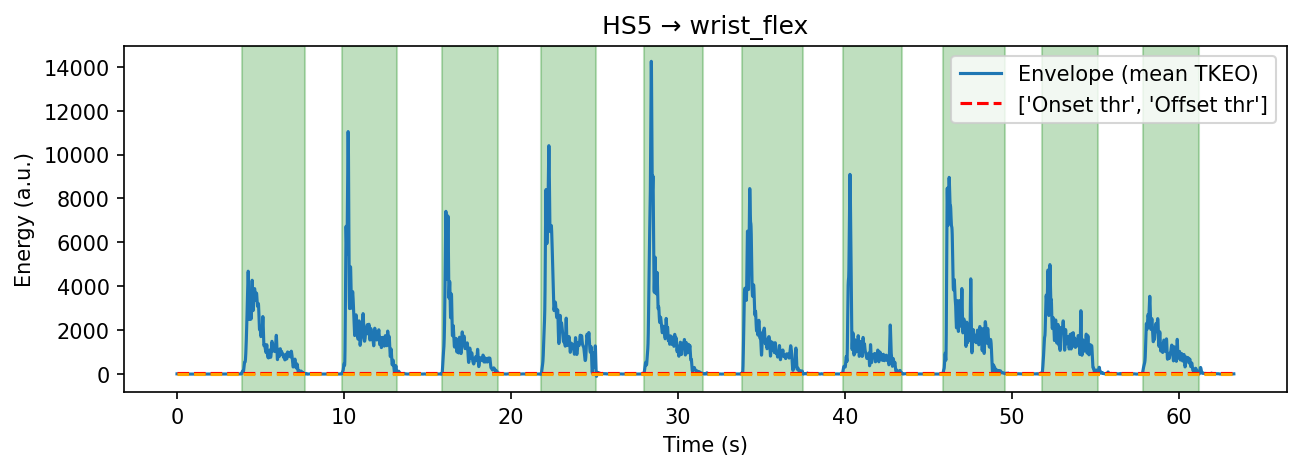 HS5 → wrist_flex
Envelope (mean TKEO)
['Onset thr', 'Offset thr']
Energy (a.u.)
14000
12000
10000
8000
6000
4000
2000
0
0 10 20 30 40 50 60
Time (s)